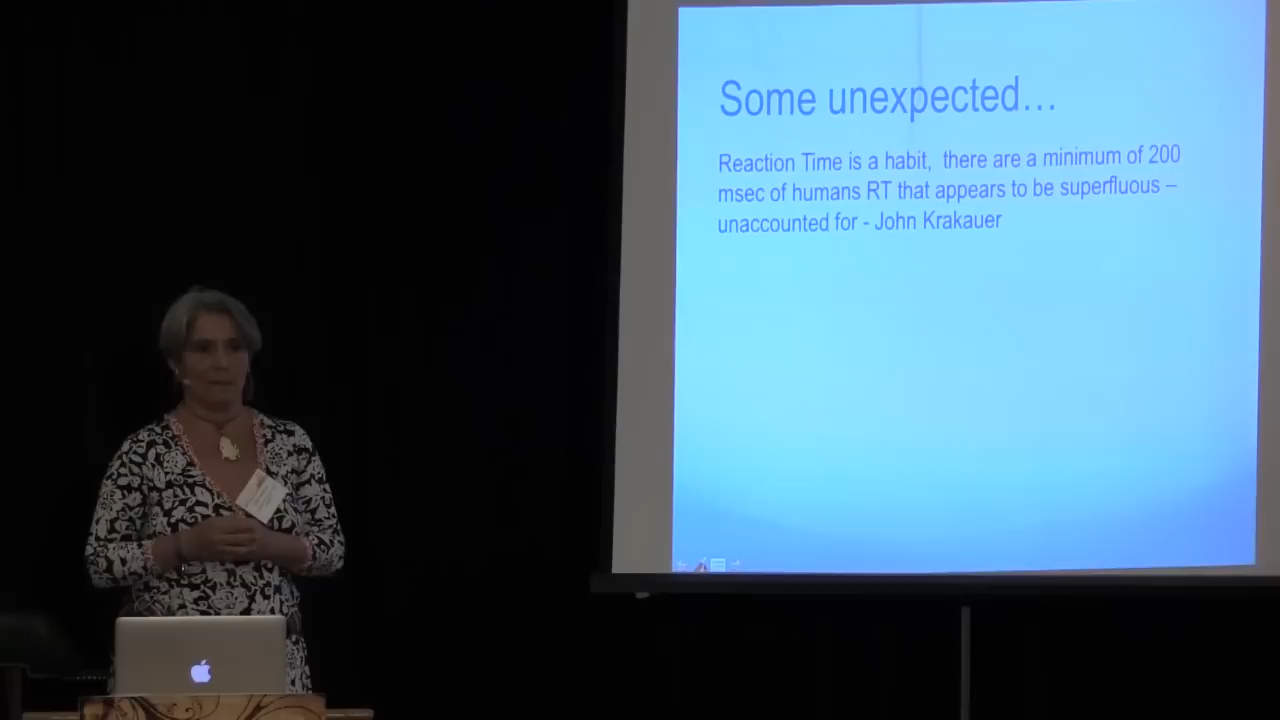 Some unexpected...
Reaction Time is a habit, there are a minimum of 200
msec of humans RT that appears to be superfluous –
unaccounted for - John Krakauer